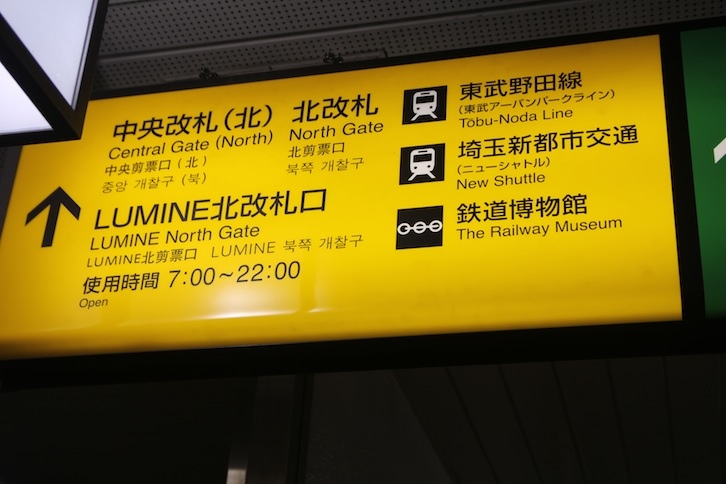 中央改札（北）
Central Gate (North)
中央剪票口（北）
중앙 개찰구 (북)
北改札
North Gate
北剪票口
북쪽 개찰구
LUMINE北改札口
LUMINE North Gate
LUMINE北剪票口 LUMINE 북쪽 개찰구
使用時間 7:00～22:00
Open
東武野田線
（東武アーバンパークライン）
Tobu-Noda Line
埼玉新都市交通
（ニューシャトル）
New Shuttle
鉄道博物館
The Railway Museum